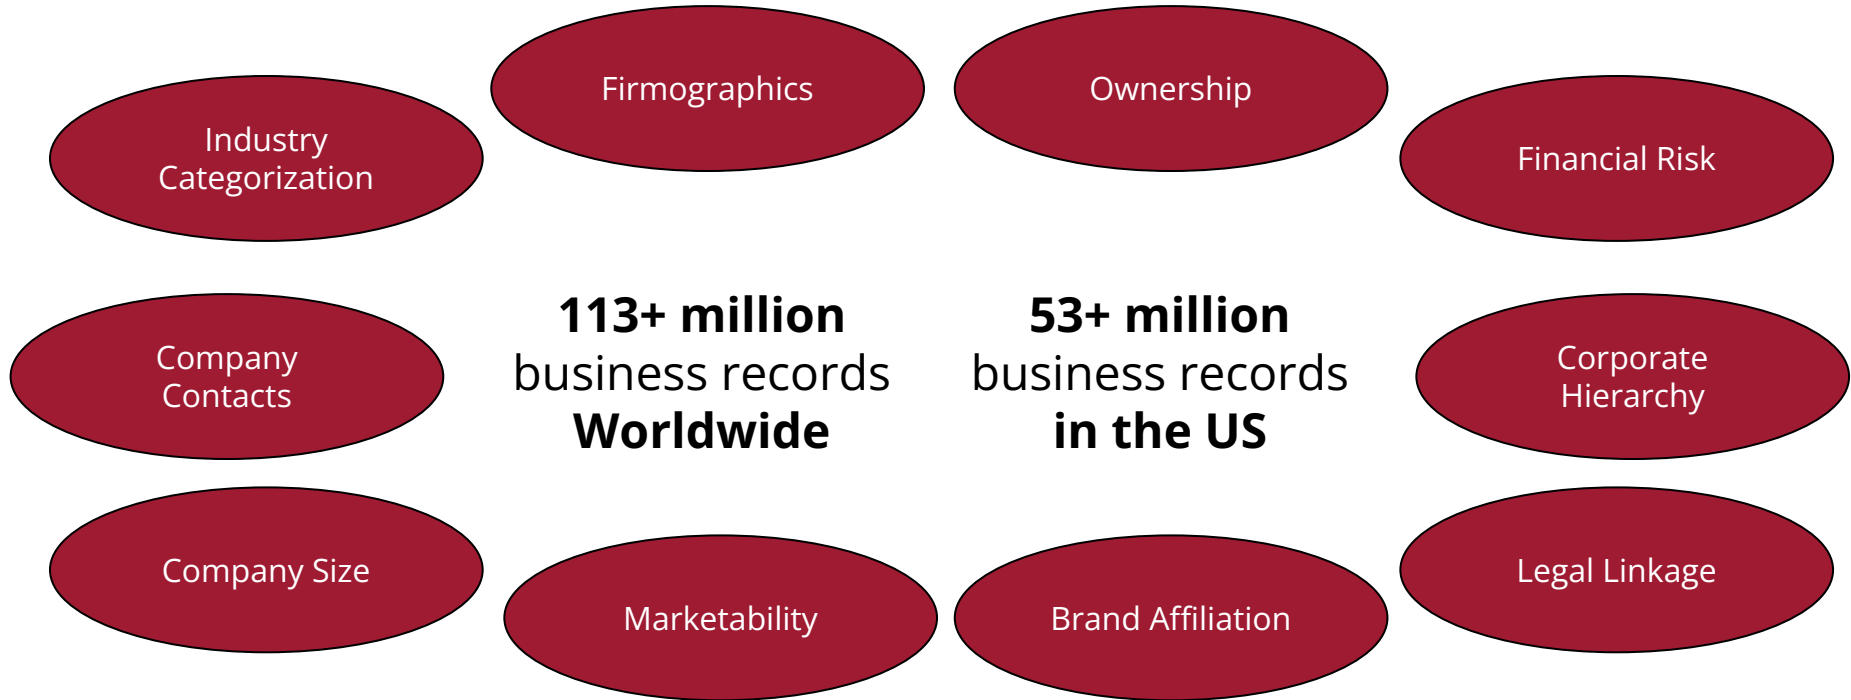 Firmographics
Ownership
Industry
Categorization
Financial Risk
113+ million
business records
Worldwide
53+ million
business records
in the US
Company
Contacts
Corporate
Hierarchy
Company Size
Legal Linkage
Marketability
Brand Affiliation